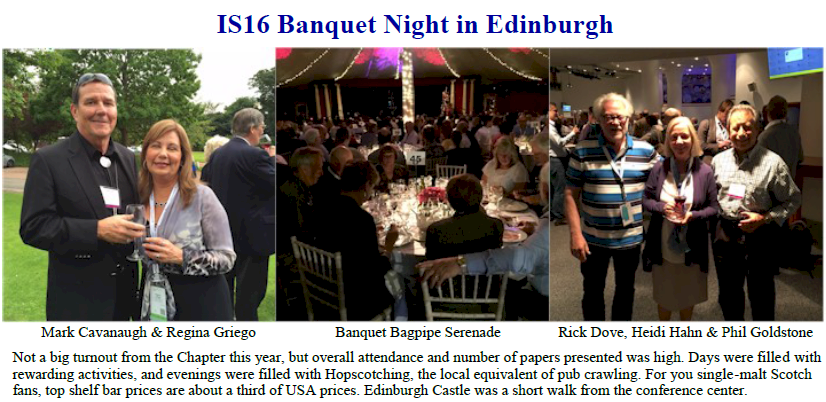 IS16 Banquet Night in Edinburgh
45
Mark Cavanaugh & Regina Griego
Banquet Bagpipe Serenade
Rick Dove, Heidi Hahn & Phil Goldstone
Not a big turnout from the Chapter this year, but overall attendance and number of papers presented was high. Days were filled with
rewarding activities, and evenings were filled with Hopscotching, the local equivalent of pub crawling. For you single-malt Scotch
fans, top shelf bar prices are about a third of USA prices. Edinburgh Castle was a short walk from the conference center.